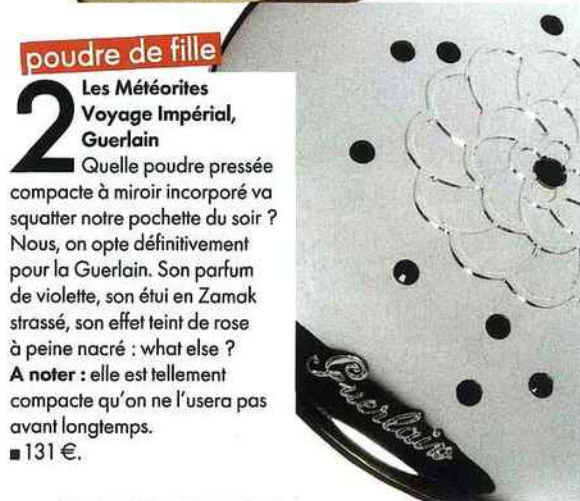 poudre de fille
2
Les Météorites
Voyage Impérial,
Guerlain
Quelle poudre pressée
compacte à miroir incorporé va
squatter notre pochette du soir ?
Nous, on opte définitivement
pour la Guerlain. Son parfum
de violette, son étui en Zamak
strassé, son effet teint de rose
à peine nacré : what else ?
A noter : elle est tellement
compacte qu'on ne l'usera pas
avant longtemps.
■ 131 €.
Guerlain